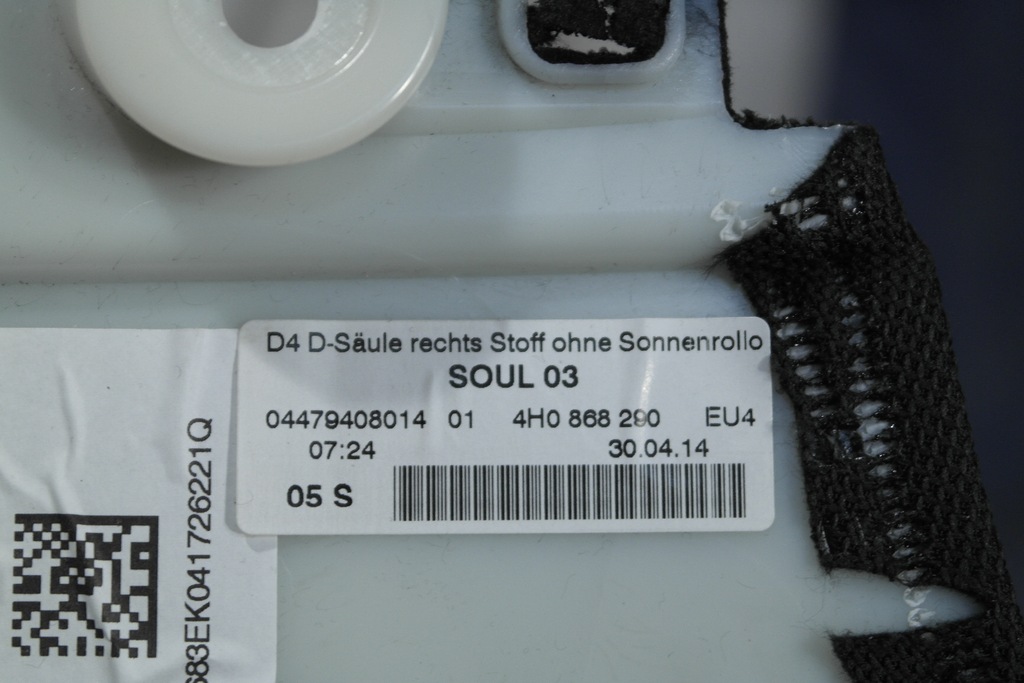 D4 D-Säule rechts Stoff ohne Sonnenrollo
SOUL 03
04479408014 01 4H0 868 290 EU4
07:24 30.04.14
05 S
683EK0417262221Q